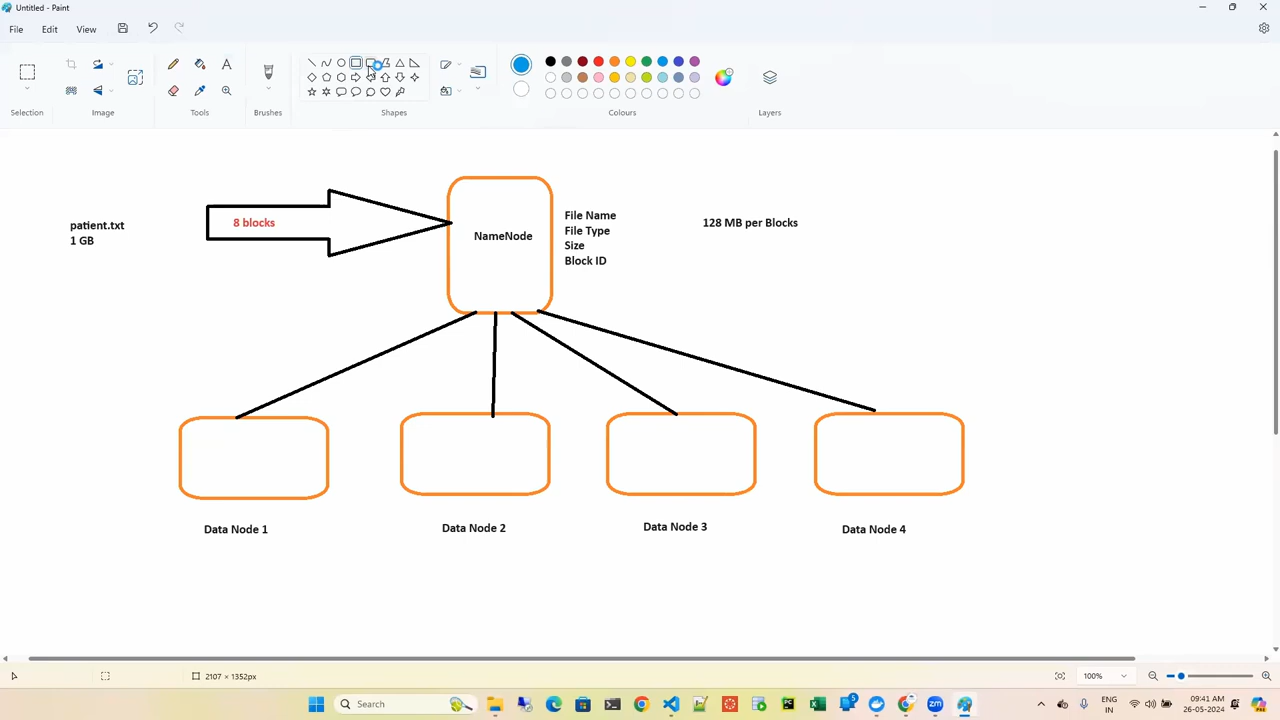 Untitled - Paint
File
Edit
View
Selection
Image
Tools
Brushes
Shapes
Colours
Layers
patient.txt
1 GB
8 blocks
NameNode
File Name
File Type
Size
Block ID
128 MB per Blocks
Data Node 1
Data Node 2
Data Node 3
Data Node 4
2107 × 1352px
100%
Search
5
ENG
IN
09:41 AM
26-05-2024